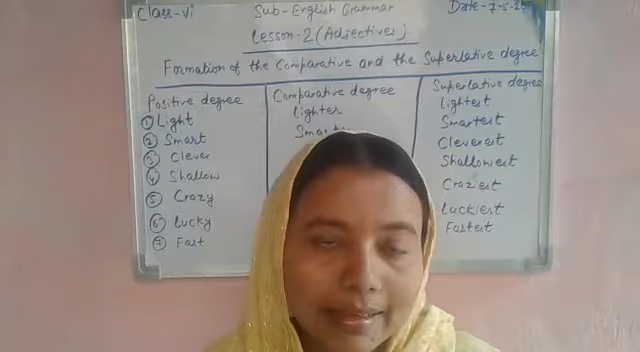 Class-VI Sub-English Grammar Date-7-5-
Lesson-2 (Adjectives)
Formation of the Comparative and the Superlative degree
Positive degree Comparative degree Superlative degree
① Light Lighter Lightest
② Smart Smartest
③ Clever Cleverest
④ Shallow Shallowest
⑤ Crazy Craziest
⑥ Lucky Luckiest
⑦ Fast Fastest